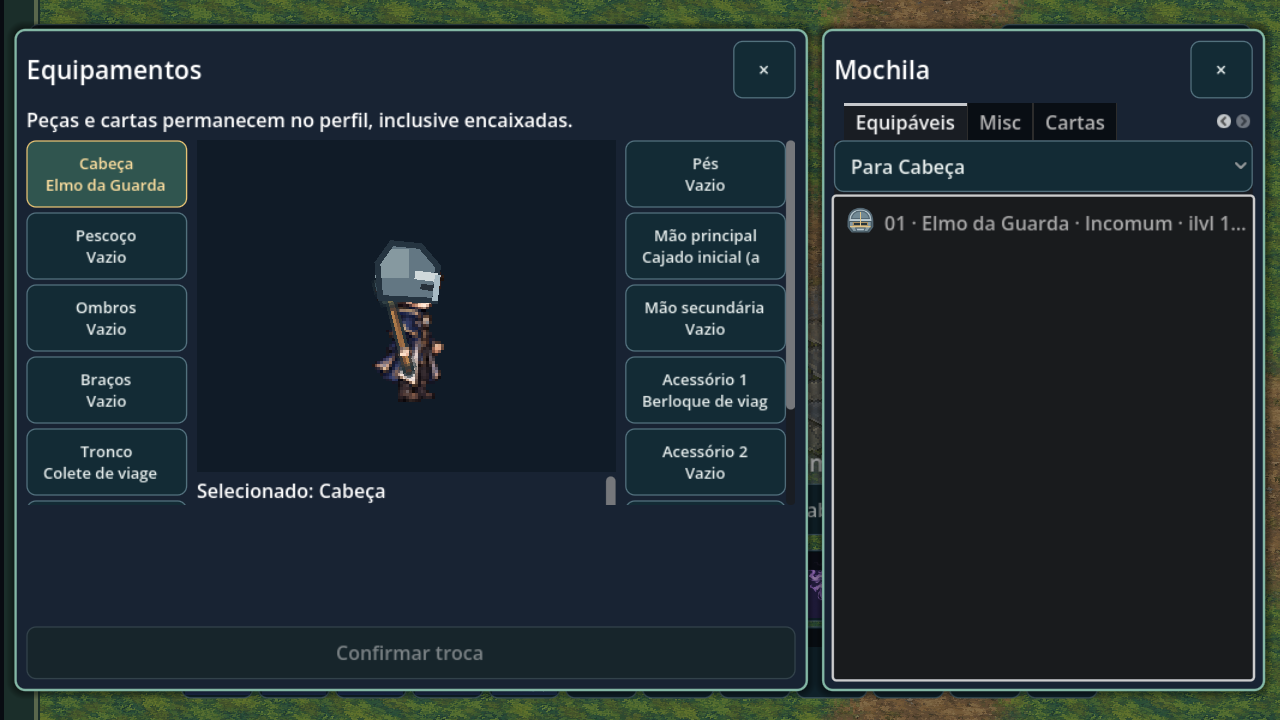 Equipamentos
×
Peças e cartas permanecem no perfil, inclusive encaixadas.
Cabeça
Elmo da Guarda
Pescoço
Vazio
Ombros
Vazio
Braços
Vazio
Tronco
Colete de viage
Selecionado: Cabeça
Pés
Vazio
Mão principal
Cajado inicial (a
Mão secundária
Vazio
Acessório 1
Berloque de viag
Acessório 2
Vazio
Confirmar troca
Mochila
×
Equipáveis
Misc
Cartas
Para Cabeça
01 · Elmo da Guarda · Incomum · ilvl 1...